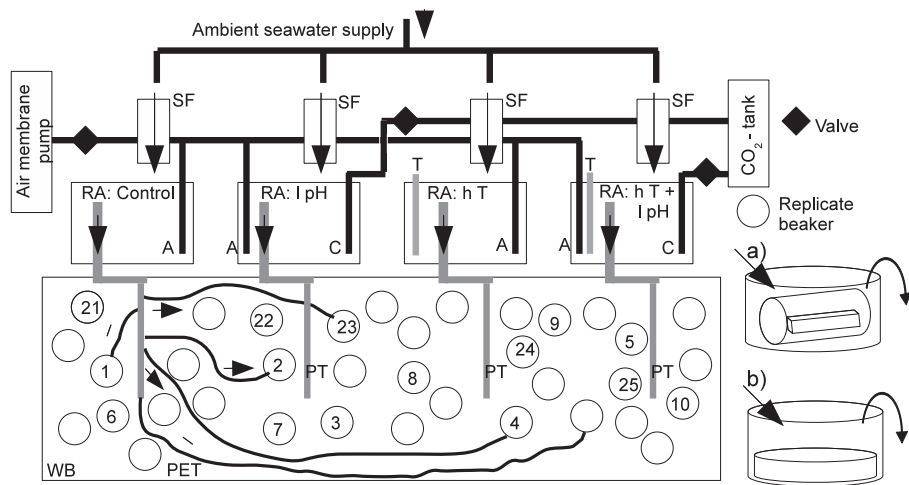 Ambient seawater supply
Air membrane
pump
SF
SF
SF
SF
CO2- tank
Valve
T
T
RA: Control
RA: l pH
RA: h T
RA: h T +
l pH
A
A
C
A
A
C
Replicate
beaker
a)
b)
21
22
23
9
5
24
1
2
PT
8
PT
25
PT
10
6
7
3
4
WB
PET